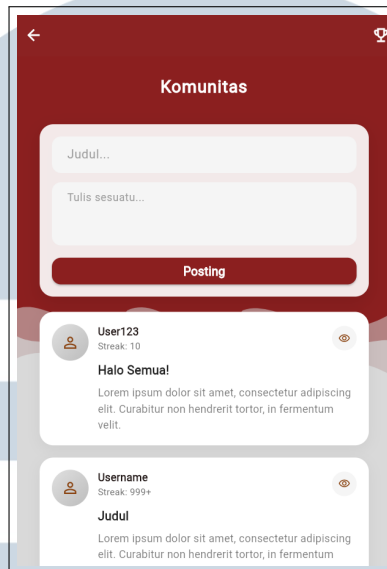 Komunitas
Judul...
Tulis sesuatu...
Posting
User123
Streak: 10
Halo Semua!
Lorem ipsum dolor sit amet, consectetur adipiscing
elit. Curabitur non hendrerit tortor, in fermentum
velit.
Username
Streak: 999+
Judul
Lorem ipsum dolor sit amet, consectetur adipiscing
elit. Curabitur non hendrerit tortor, in fermentum